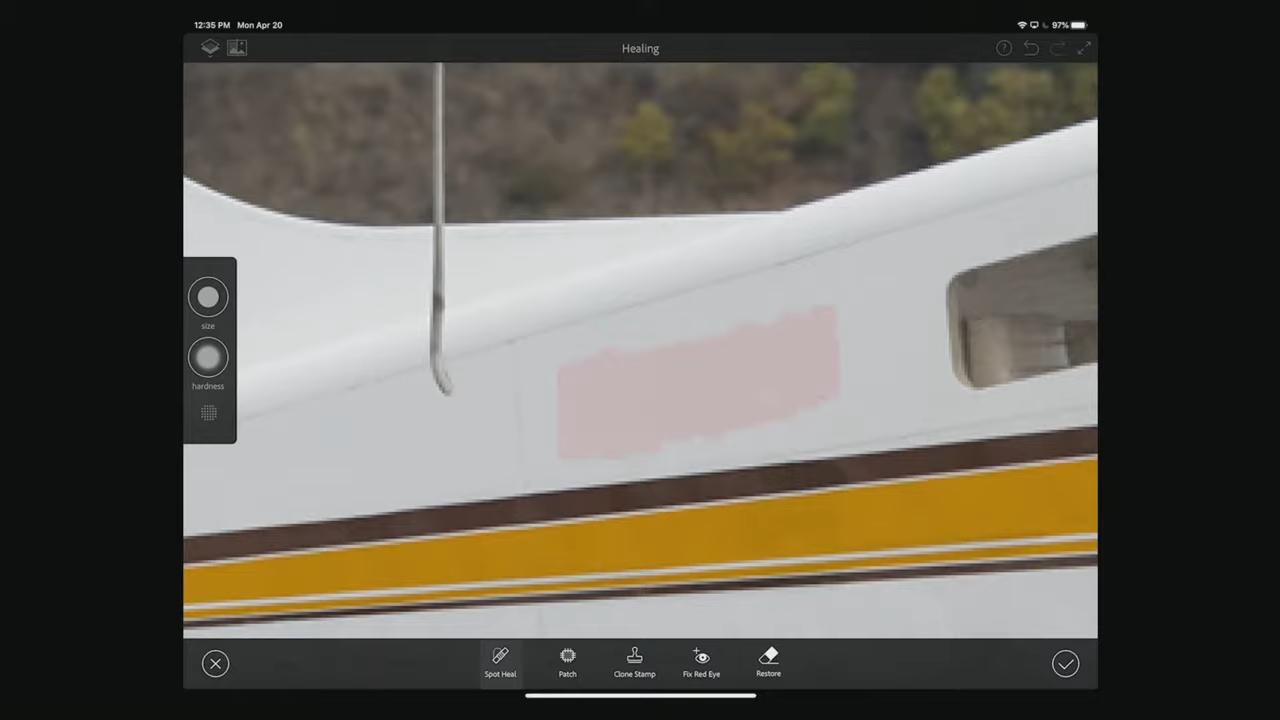 12:35 PM Mon Apr 20
97%
Healing
?
size
hardness
Spot Heal
Patch
Clone Stamp
Fix Red Eye
Restore